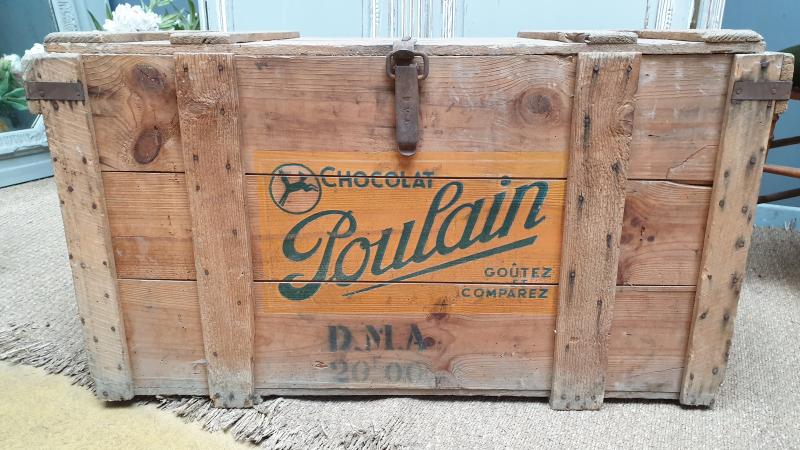 CHOCOLAT
Poulain
GOÛTEZ
ET
COMPAREZ
D.M.A.
20 00